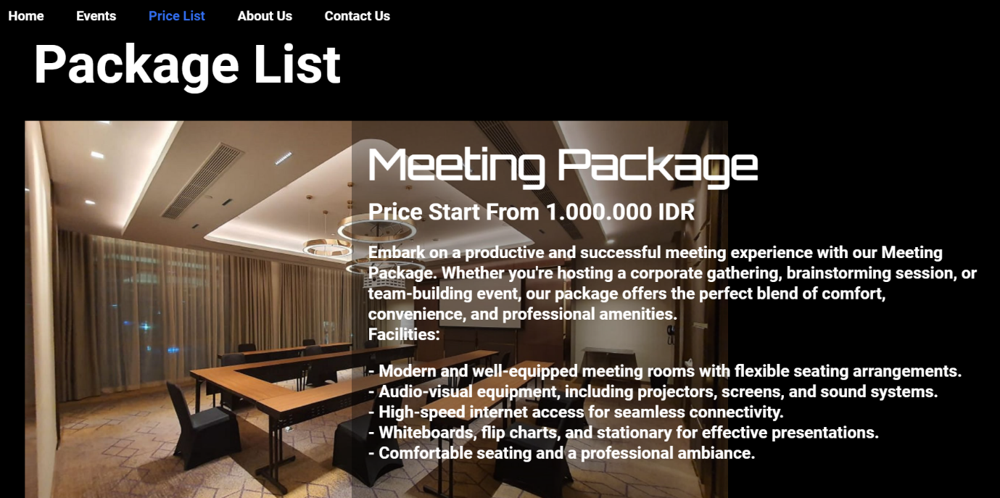 Home Events Price List About Us Contact Us
Package List
Meeting Package
Price Start From 1.000.000 IDR
Embark on a productive and successful meeting experience with our Meeting
Package. Whether you're hosting a corporate gathering, brainstorming session, or
team-building event, our package offers the perfect blend of comfort,
convenience, and professional amenities.
Facilities:
- Modern and well-equipped meeting rooms with flexible seating arrangements.
- Audio-visual equipment, including projectors, screens, and sound systems.
- High-speed internet access for seamless connectivity.
- Whiteboards, flip charts, and stationary for effective presentations.
- Comfortable seating and a professional ambiance.